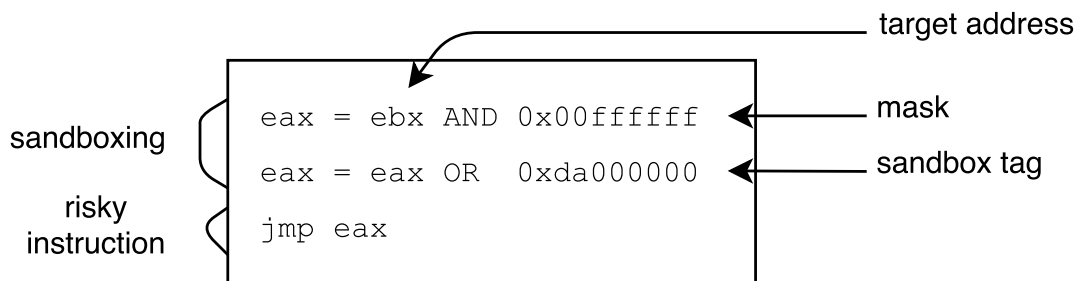 target address
eax = ebx AND 0x00ffffff
mask
sandboxing
eax = eax OR 0xda000000
sandbox tag
risky
instruction
jmp eax